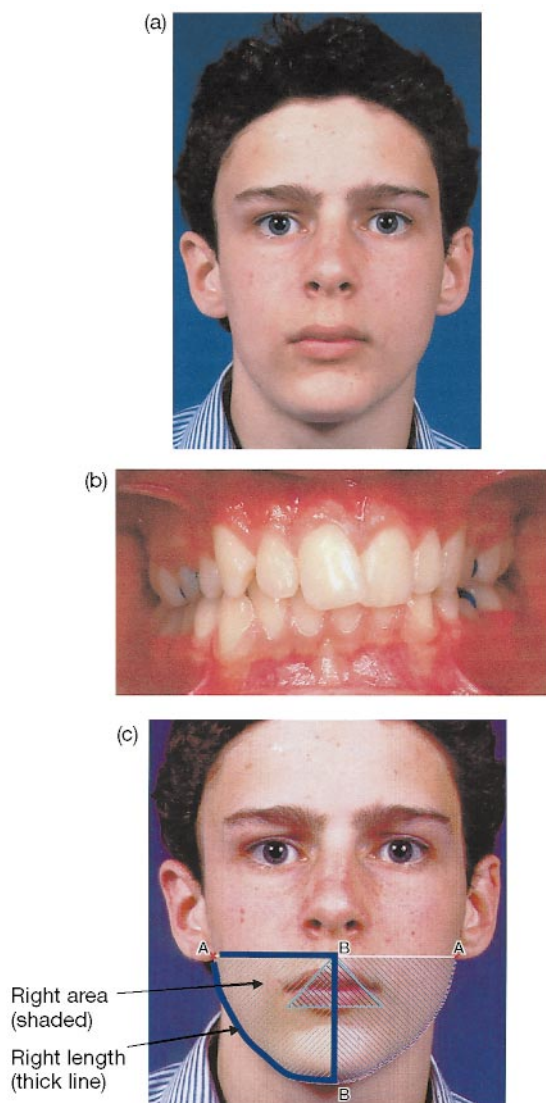 (a)
(b)
(c)
A B A
Right area
(shaded)
Right length
(thick line)
B